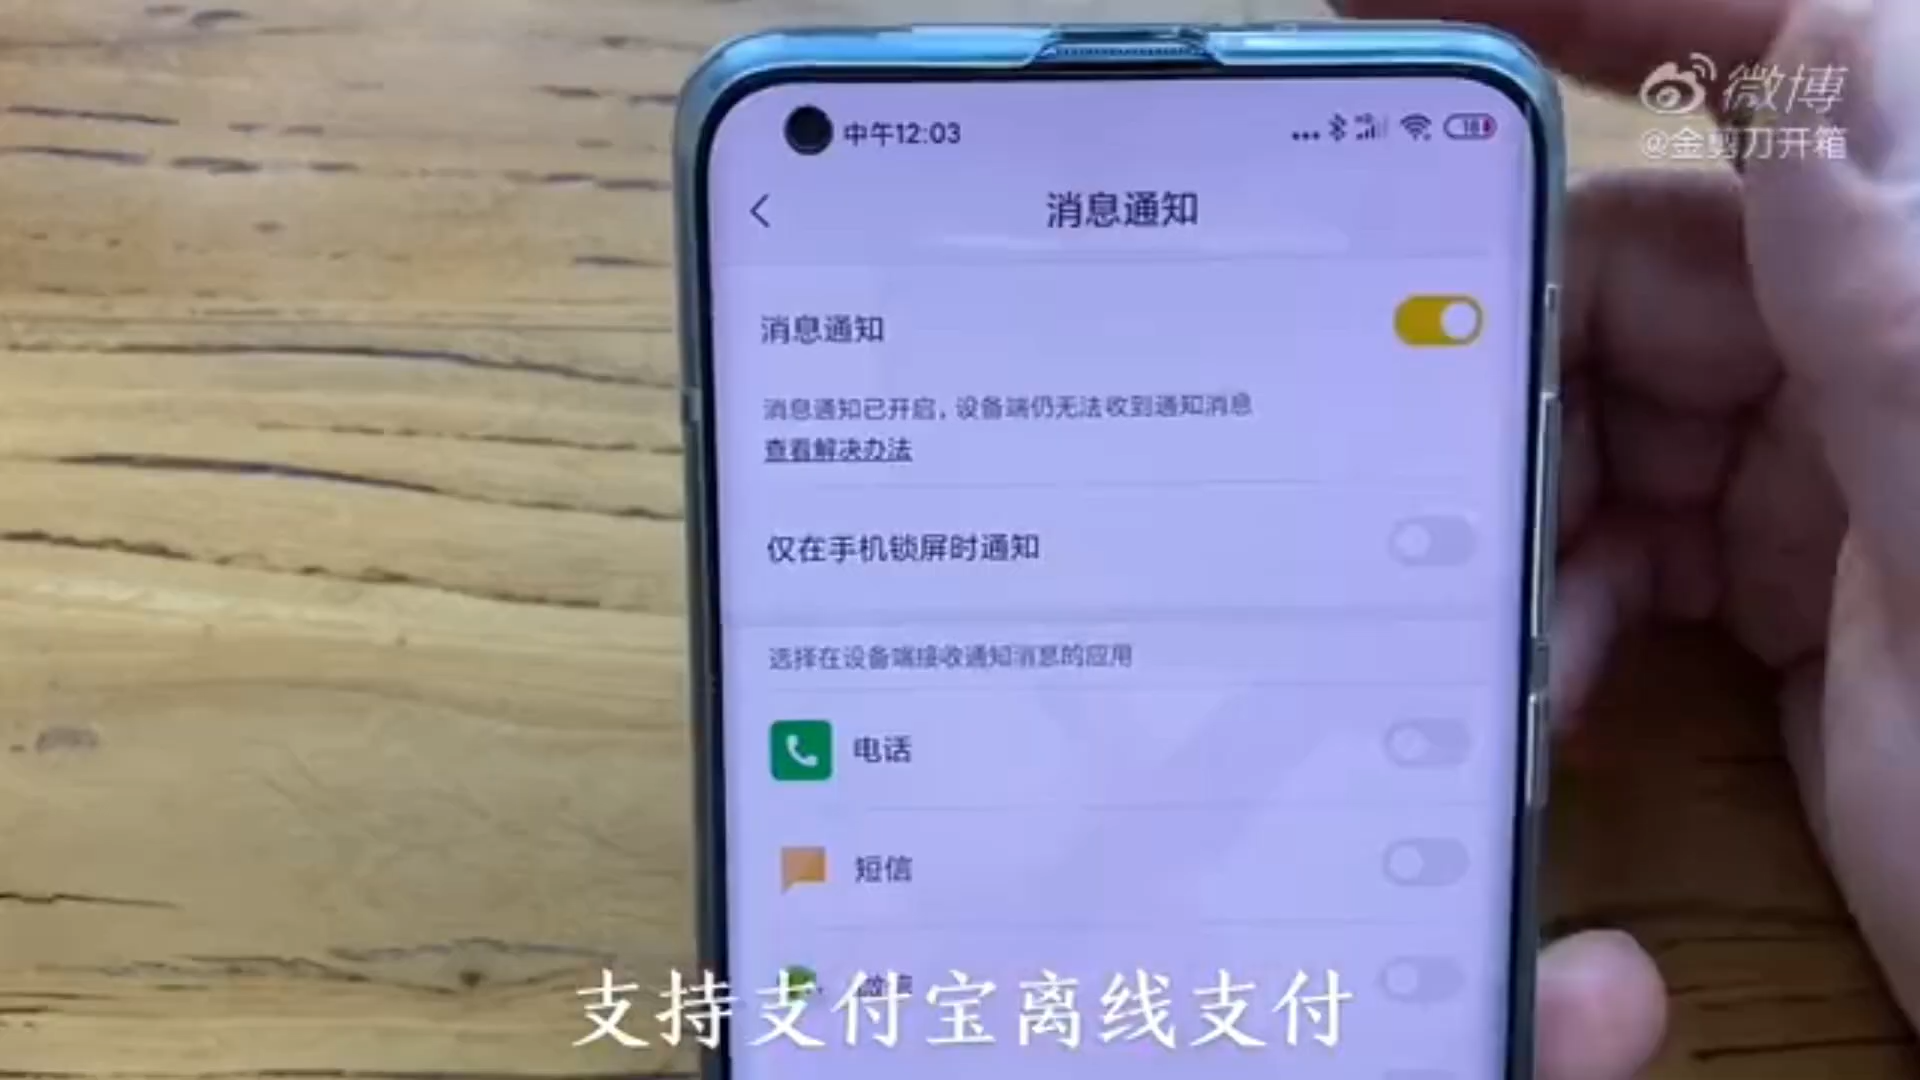 微博
@金剪刀开箱
中午12:03
18
消息通知
消息通知
消息通知已开启，设备端仍无法收到通知消息
查看解决办法
仅在手机锁屏时通知
选择在设备端接收通知消息的应用
电话
短信
支持支付宝离线支付